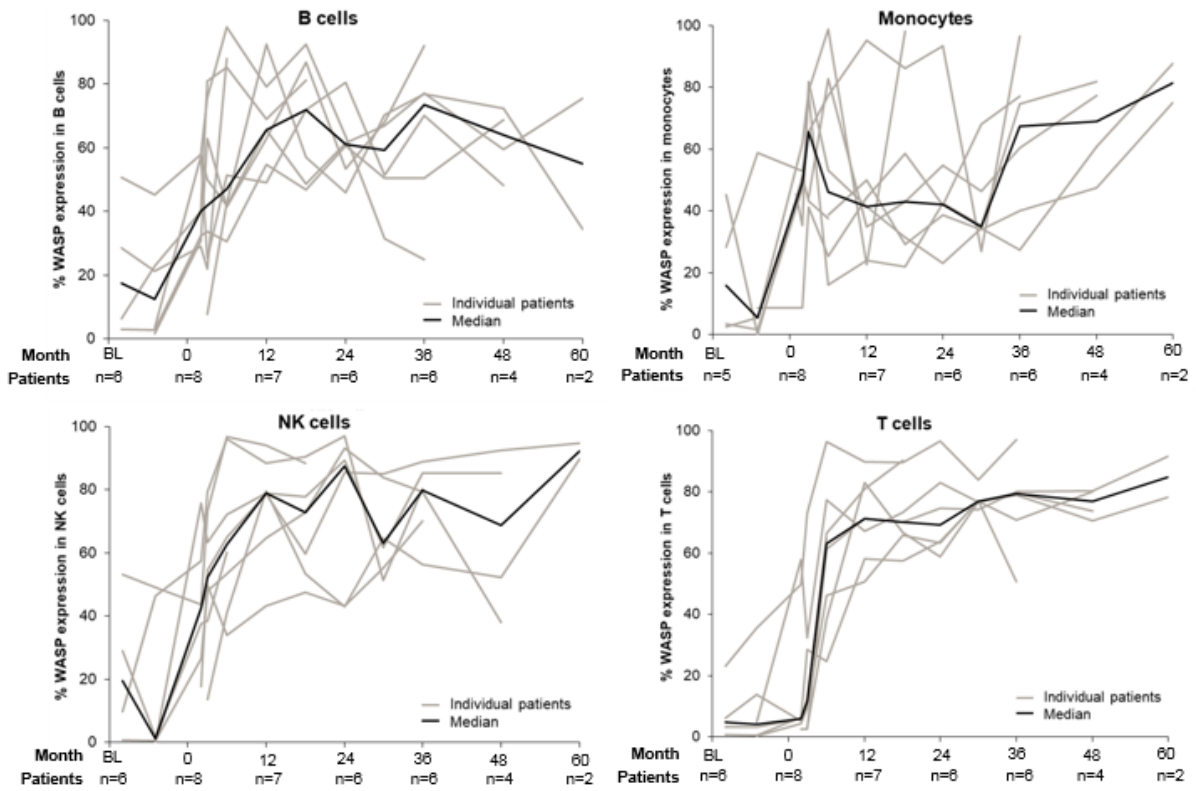 B cells
% WASP expression in B cells
100
80
60
40
20
0
Individual patients
Median
Month BL 0 12 24 36 48 60
Patients n=6 n=8 n=7 n=6 n=6 n=4 n=2
Monocytes
% WASP expression in monocytes
100
80
60
40
20
0
Individual patients
Median
Month BL 0 12 24 36 48 60
Patients n=5 n=8 n=7 n=6 n=6 n=4 n=2
NK cells
% WASP expression in NK cells
100
80
60
40
20
0
Individual patients
Median
Month BL 0 12 24 36 48 60
Patients n=6 n=8 n=7 n=6 n=6 n=4 n=2
T cells
% WASP expression in T cells
100
80
60
40
20
0
Individual patients
Median
Month BL 0 12 24 36 48 60
Patients n=6 n=8 n=7 n=6 n=6 n=4 n=2